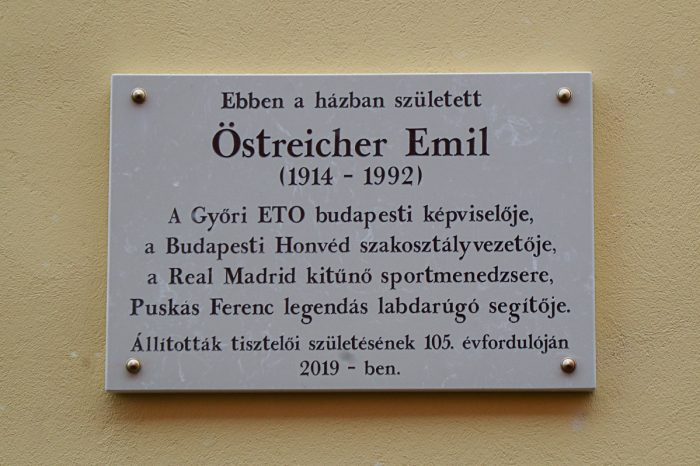 Ebben a házban született
Östreicher Emil
(1914 - 1992)
A Győri ETO budapesti képviselője,
a Budapesti Honvéd szakosztályvezetője,
a Real Madrid kitűnő sportmenedzsere,
Puskás Ferenc legendás labdarúgó segítője.
Állították tisztelői születésének 105. évfordulóján
2019 - ben.